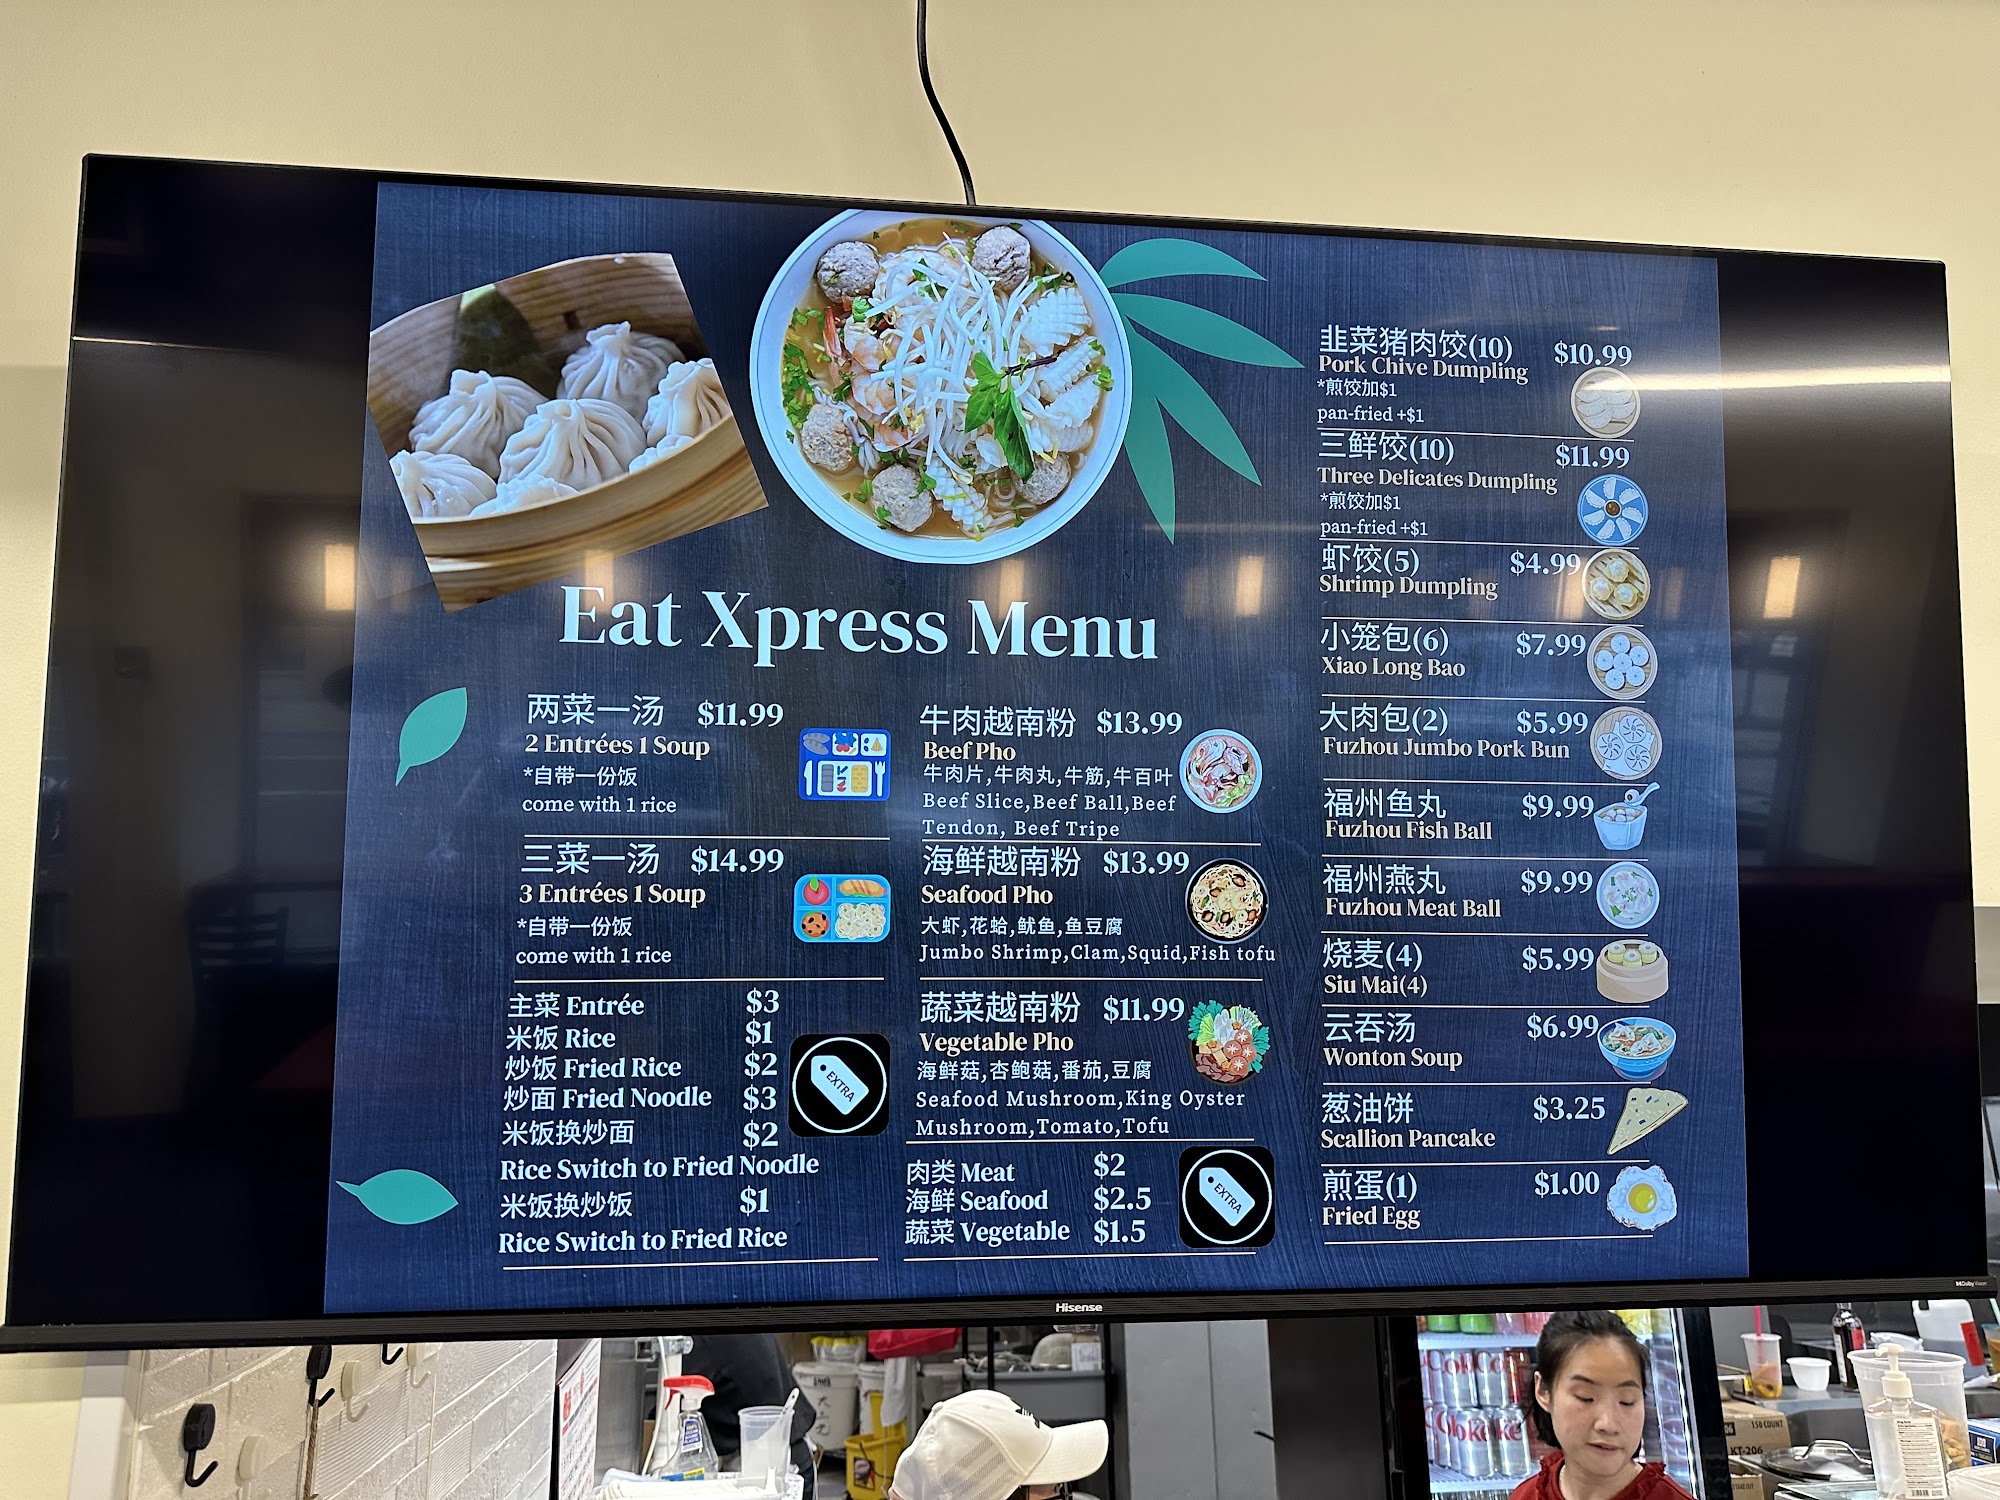 Eat Xpress Menu
两菜一汤 $11.99
2 Entrées 1 Soup
*自带一份饭
come with 1 rice
三菜一汤 $14.99
3 Entrées 1 Soup
*自带一份饭
come with 1 rice
主菜 Entrée $3
米饭 Rice $1
炒饭 Fried Rice $2
炒面 Fried Noodle $3
米饭换炒面 $2
Rice Switch to Fried Noodle
米饭换炒饭 $1
Rice Switch to Fried Rice
EXTRA
牛肉越南粉 $13.99
Beef Pho
牛肉片,牛肉丸,牛筋,牛百叶
Beef Slice,Beef Ball,Beef
Tendon, Beef Tripe
海鲜越南粉 $13.99
Seafood Pho
大虾,花蛤,鱿鱼,鱼豆腐
Jumbo Shrimp,Clam,Squid,Fish tofu
蔬菜越南粉 $11.99
Vegetable Pho
海鲜菇,杏鲍菇,番茄,豆腐
Seafood Mushroom,King Oyster
Mushroom,Tomato,Tofu
肉类 Meat $2
海鲜 Seafood $2.5
蔬菜 Vegetable $1.5
EXTRA
韭菜猪肉饺(10) $10.99
Pork Chive Dumpling
*煎饺加$1
pan-fried +$1
三鲜饺(10) $11.99
Three Delicates Dumpling
*煎饺加$1
pan-fried +$1
虾饺(5) $4.99
Shrimp Dumpling
小笼包(6) $7.99
Xiao Long Bao
大肉包(2) $5.99
Fuzhou Jumbo Pork Bun
福州鱼丸 $9.99
Fuzhou Fish Ball
福州燕丸 $9.99
Fuzhou Meat Ball
烧麦(4) $5.99
Siu Mai(4)
云吞汤 $6.99
Wonton Soup
葱油饼 $3.25
Scallion Pancake
煎蛋(1) $1.00
Fried Egg
Hisense
Dolby Vision
150 COUNT
KT-206